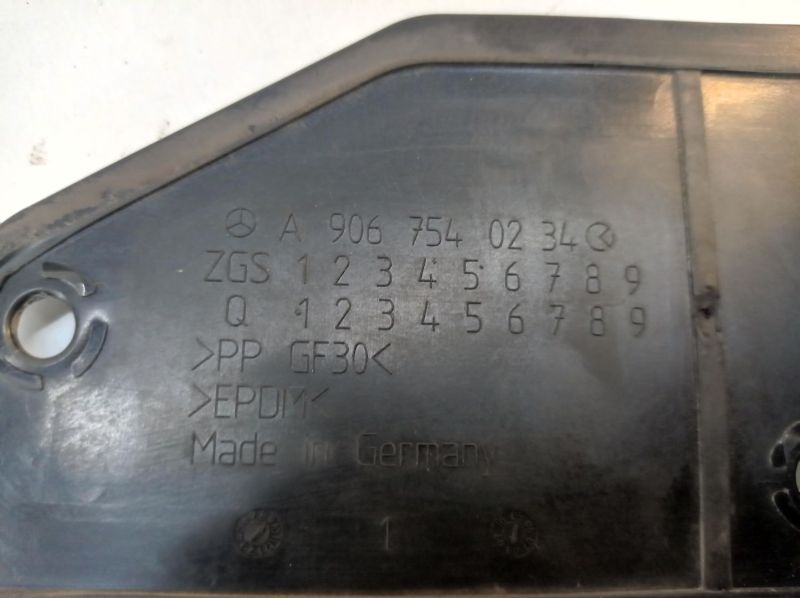 A 906 754 02 34
ZGS 1 2 3 4 5 6 7 8 9
Q 1 2 3 4 5 6 7 8 9
>PP GF30<
>EPDM<
Made in Germany
1